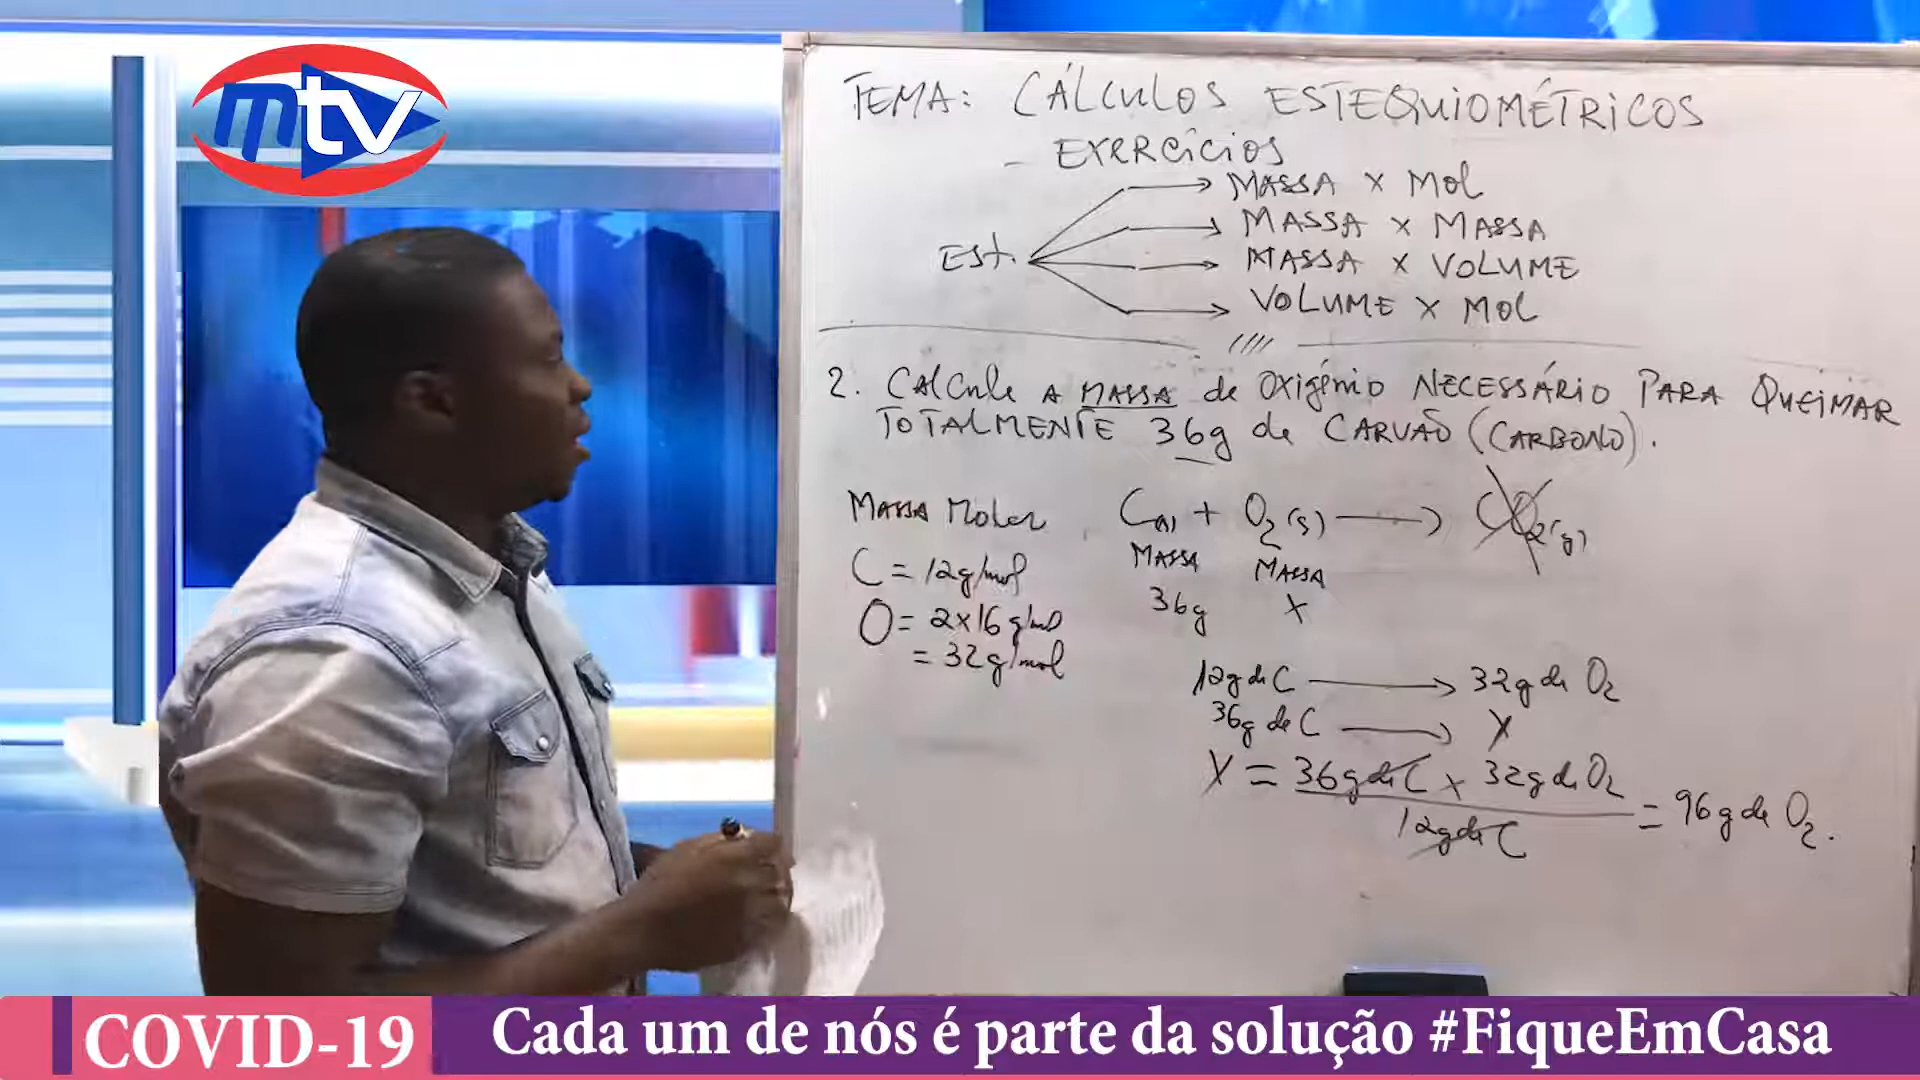 mtv
TEMA: CÁLCULOS ESTEQUIOMÉTRICOS
- EXERCÍCIOS
Est.
MASSA X MOL
MASSA X MASSA
MASSA X VOLUME
VOLUME X MOL
2. CALCULE A MASSA de OXIGÉNIO NECESSÁRIO PARA QUEIMAR
TOTALMENTE 36g de CARVÃO (CARBONO).
MASSA Molar
C = 12g/mol
O = 2x16 g/mol
= 32g/mol
C(s) + O2(g) → CO2(g)
MASSA MASSA
36g X
12g de C → 32g de O2
36g de C → X
X = 36g de C x 32g de O2
12g de C
= 96g de O2.
COVID-19
Cada um de nós é parte da solução #FiqueEmCasa